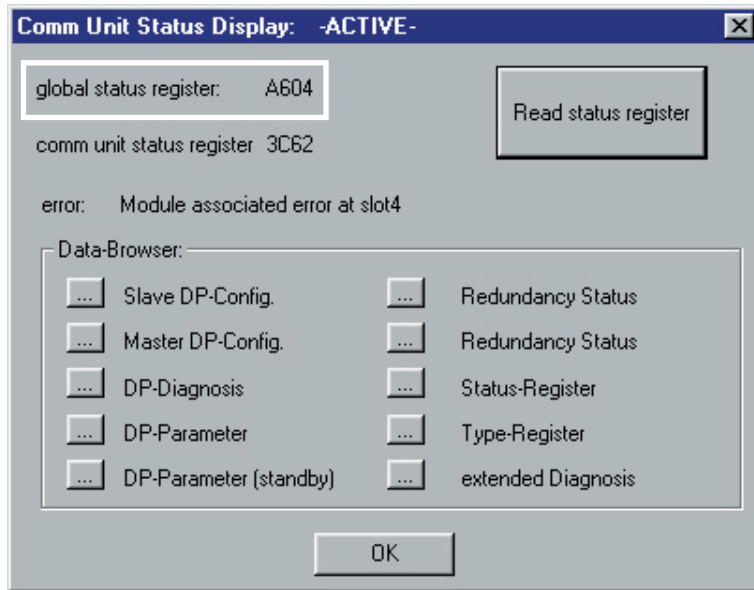 Comm Unit Status Display: -ACTIVE-
global status register: A604
Read status register
comm unit status register 3C62
error: Module associated error at slot4
Data-Browser:
... Slave DP-Config. ... Redundancy Status
... Master DP-Config. ... Redundancy Status
... DP-Diagnosis ... Status-Register
... DP-Parameter ... Type-Register
... DP-Parameter (standby) ... extended Diagnosis
OK